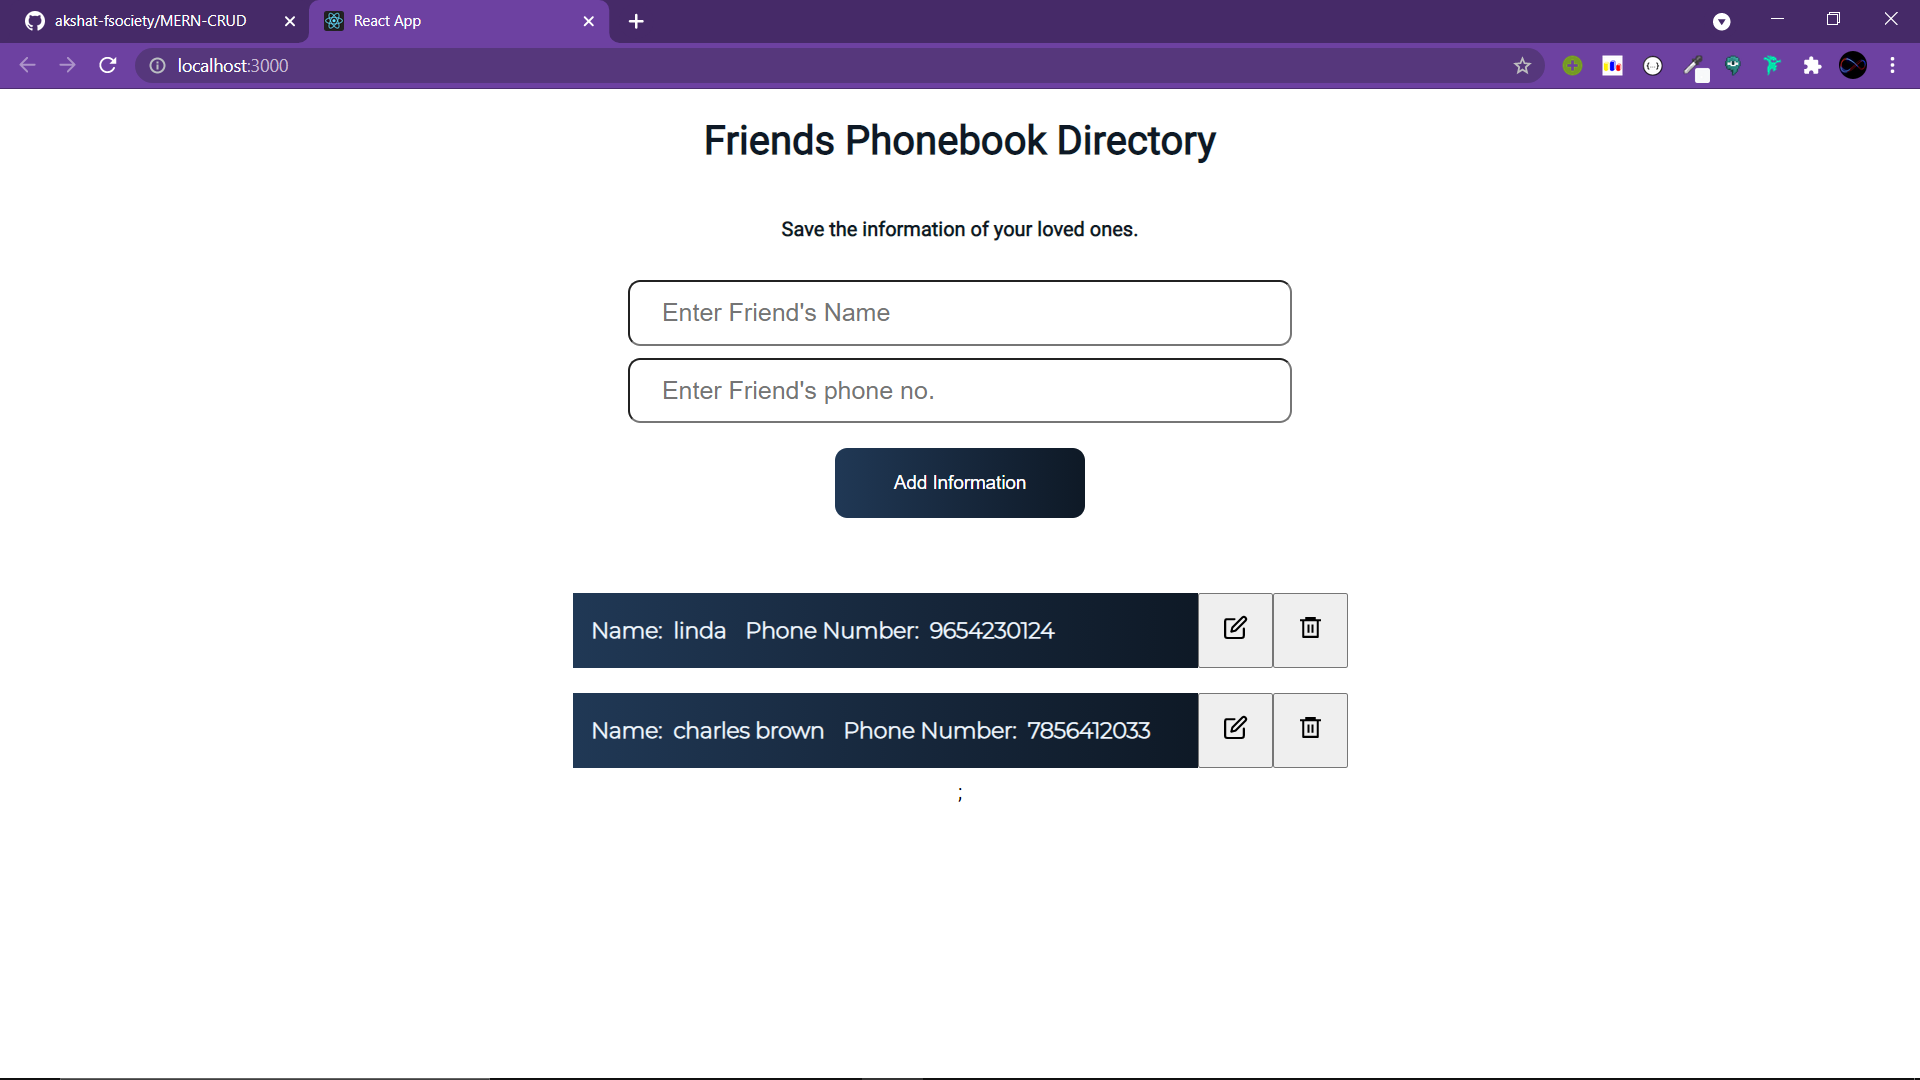 akshat-fsociety/MERN-CRUD
React App
localhost:3000
Friends Phonebook Directory
Save the information of your loved ones.
Enter Friend's Name
Enter Friend's phone no.
Add Information
Name: linda Phone Number: 9654230124
Name: charles brown Phone Number: 7856412033
;